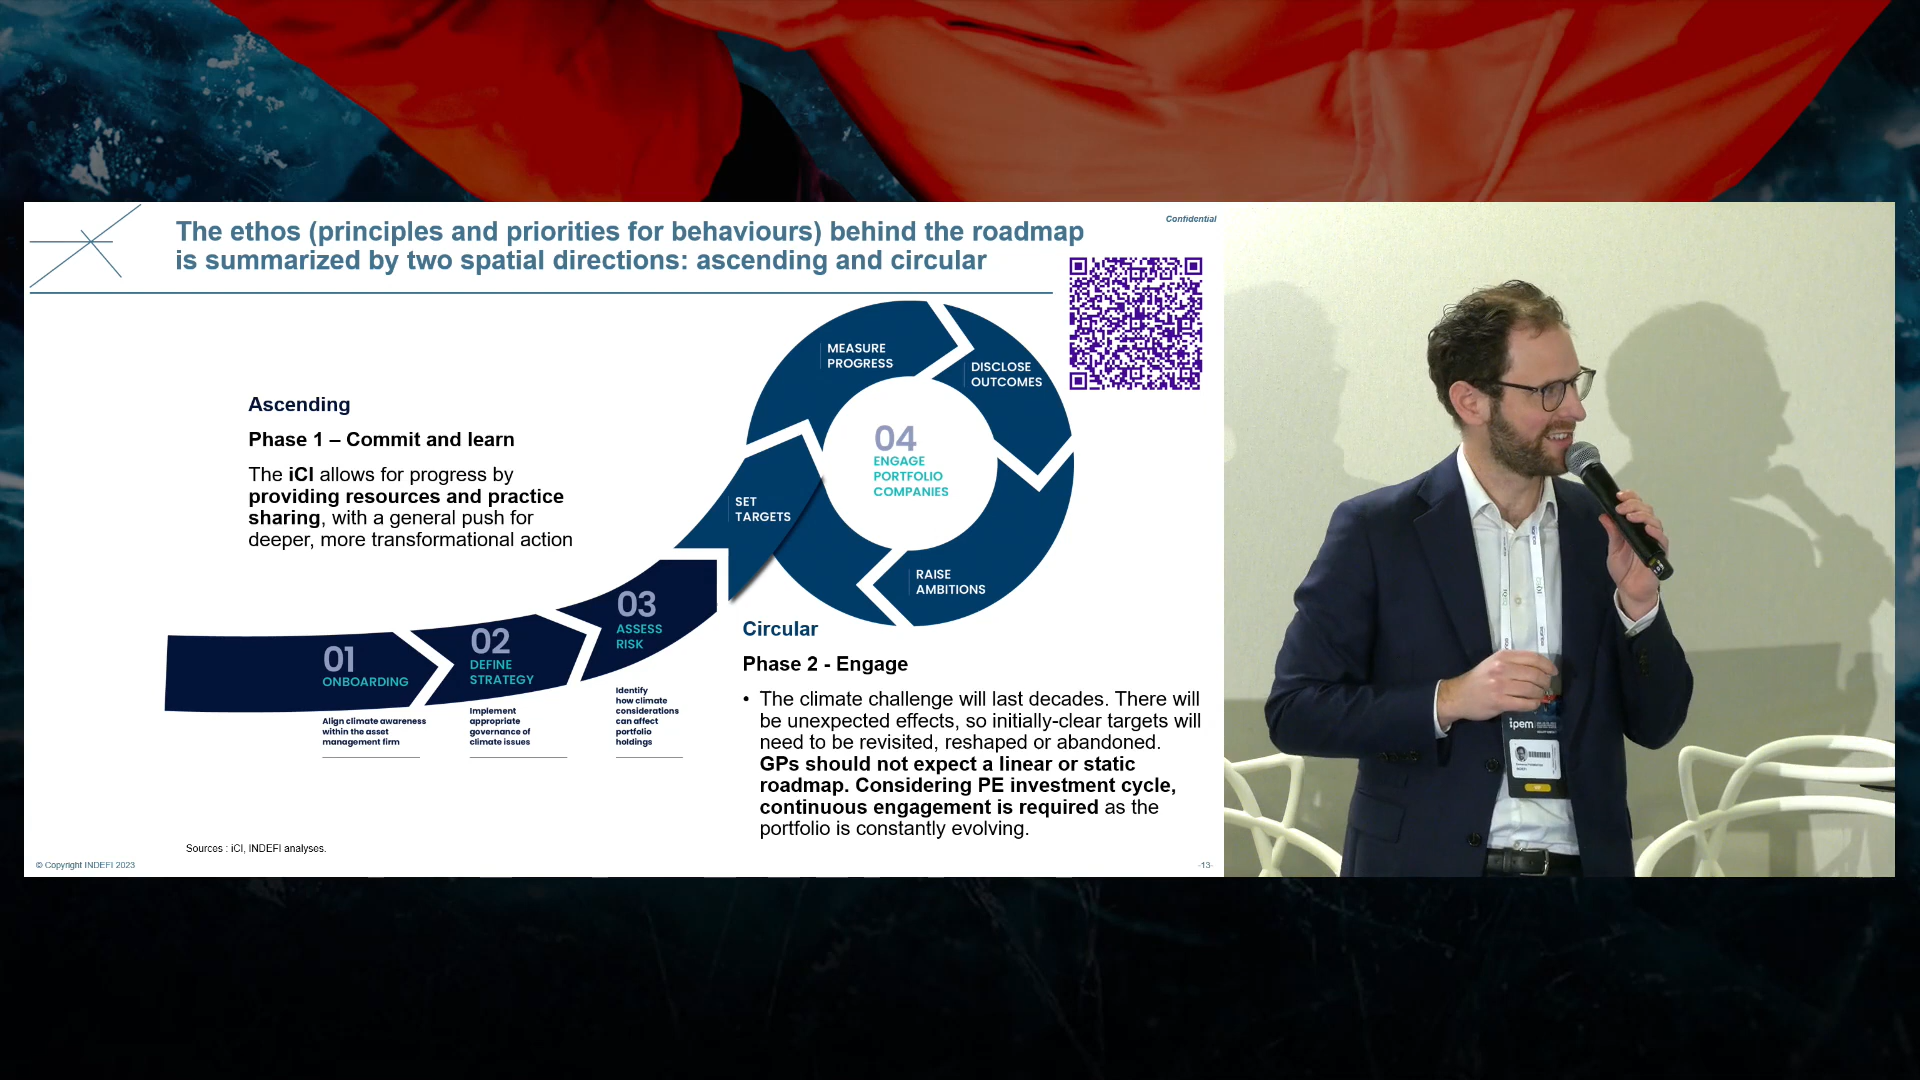 The ethos (principles and priorities for behaviours) behind the roadmap
is summarized by two spatial directions: ascending and circular
Confidential
Ascending
Phase 1 – Commit and learn
The iCI allows for progress by
providing resources and practice
sharing, with a general push for
deeper, more transformational action
01
ONBOARDING
Align climate awareness
within the asset
management firm
02
DEFINE
STRATEGY
Implement
appropriate
governance of
climate issues
03
ASSESS
RISK
Identify
how climate
considerations
can affect
portfolio
holdings
SET
TARGETS
MEASURE
PROGRESS
DISCLOSE
OUTCOMES
RAISE
AMBITIONS
04
ENGAGE
PORTFOLIO
COMPANIES
Circular
Phase 2 - Engage
• The climate challenge will last decades. There will
be unexpected effects, so initially-clear targets will
need to be revisited, reshaped or abandoned.
GPs should not expect a linear or static
roadmap. Considering PE investment cycle,
continuous engagement is required as the
portfolio is constantly evolving.
Sources : iCI, INDEFI analyses.
© Copyright INDEFI 2023
-13-
ipem